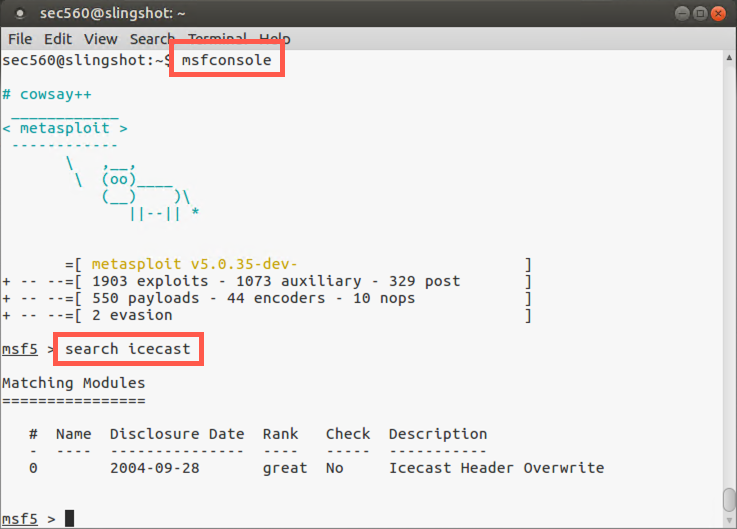 sec560@slingshot: ~
File Edit View Search Terminal Help
sec560@slingshot:~$ msfconsole
# cowsay++
 ____________
< metasploit >
 ------------
       \   ,__,
        \  (oo)____
           (__)    )\
              ||--|| *
       =[ metasploit v5.0.35-dev-                         ]
+ -- --=[ 1903 exploits - 1073 auxiliary - 329 post       ]
+ -- --=[ 550 payloads - 44 encoders - 10 nops            ]
+ -- --=[ 2 evasion                                       ]
msf5 > search icecast
Matching Modules
================
   #  Name  Disclosure Date  Rank   Check  Description
   -  ----  ---------------  ----   -----  -----------
   0        2004-09-28       great  No     Icecast Header Overwrite
msf5 >